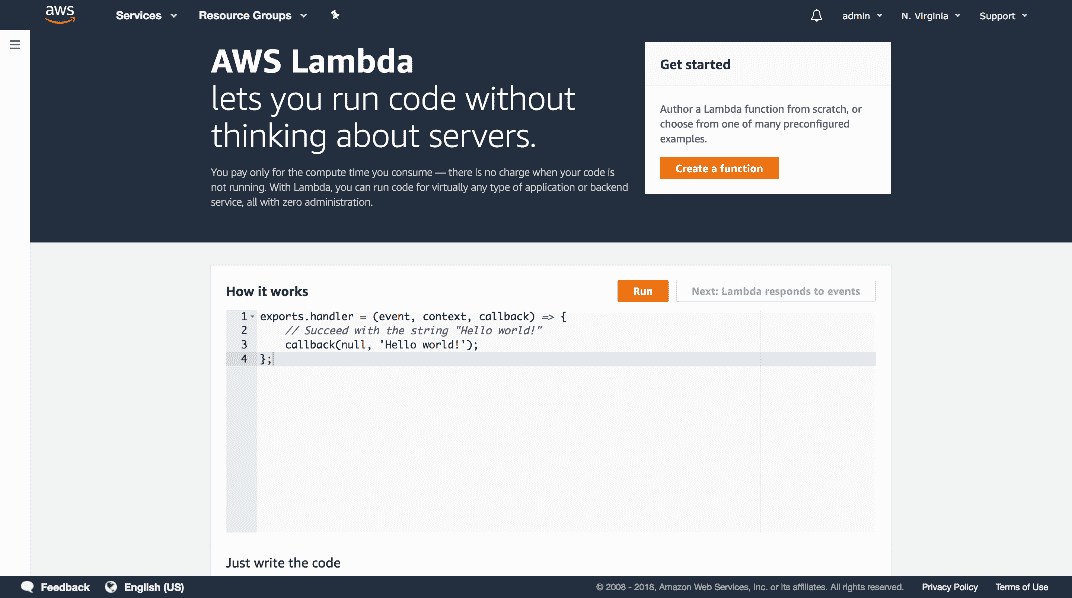 aws Services Resource Groups admin N. Virginia Support
AWS Lambda
lets you run code without
thinking about servers.
You pay only for the compute time you consume — there is no charge when your code is
not running. With Lambda, you can run code for virtually any type of application or backend
service, all with zero administration.
Get started
Author a Lambda function from scratch, or
choose from one of many preconfigured
examples.
Create a function
How it works
Run
Next: Lambda responds to events
1 exports.handler = (event, context, callback) => {
2 // Succeed with the string "Hello world!"
3 callback(null, 'Hello world!');
4 };
Just write the code
Feedback English (US) © 2008 - 2018, Amazon Web Services, Inc. or its affiliates. All rights reserved. Privacy Policy Terms of Use